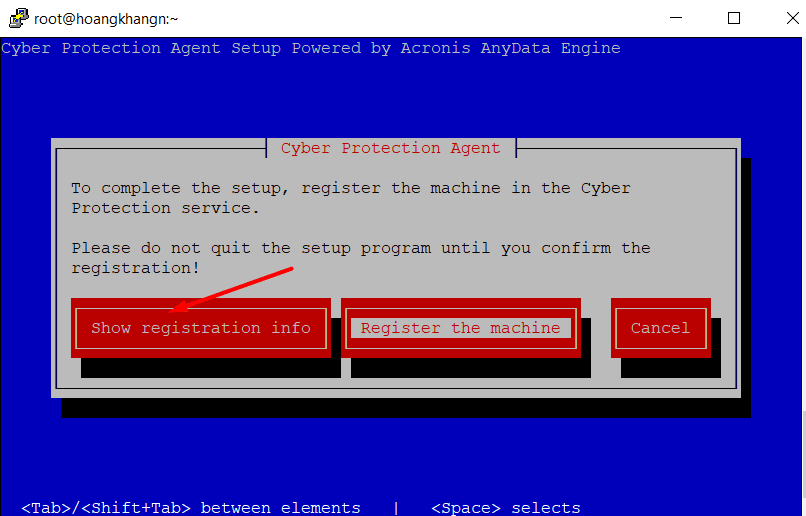 root@hoangkhangn:~
Cyber Protection Agent Setup Powered by Acronis AnyData Engine
Cyber Protection Agent
To complete the setup, register the machine in the Cyber
Protection service.
Please do not quit the setup program until you confirm the
registration!
Show registration info
Register the machine
Cancel
<Tab>/<Shift+Tab> between elements | <Space> selects